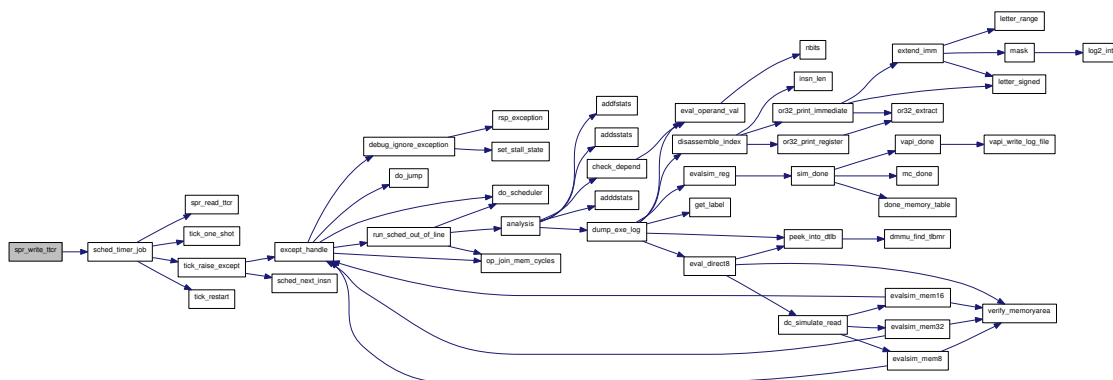 letter_range
nbits
extend_imm
mask
log2_int
insn_len
letter_signed
addfstats
eval_operand_val
or32_print_immediate
or32_extract
rsp_exception
addsstats
debug_ignore_exception
disassemble_index
or32_print_register
vapi_done
vapi_write_log_file
set_stall_state
check_depend
do_jump
evalsim_reg
sim_done
mc_done
do_scheduler
adddstats
spr_read_ttcr
get_label
done_memory_table
analysis
dump_exe_log
tick_one_shot
run_sched_out_of_line
peek_into_dtlb
dmmu_find_tlbmr
spr_write_ttcr
sched_timer_job
except_handle
op_join_mem_cycles
tick_raise_except
eval_direct8
sched_next_insn
tick_restart
evalsim_mem16
verify_memoryarea
dc_simulate_read
evalsim_mem32
evalsim_mem8